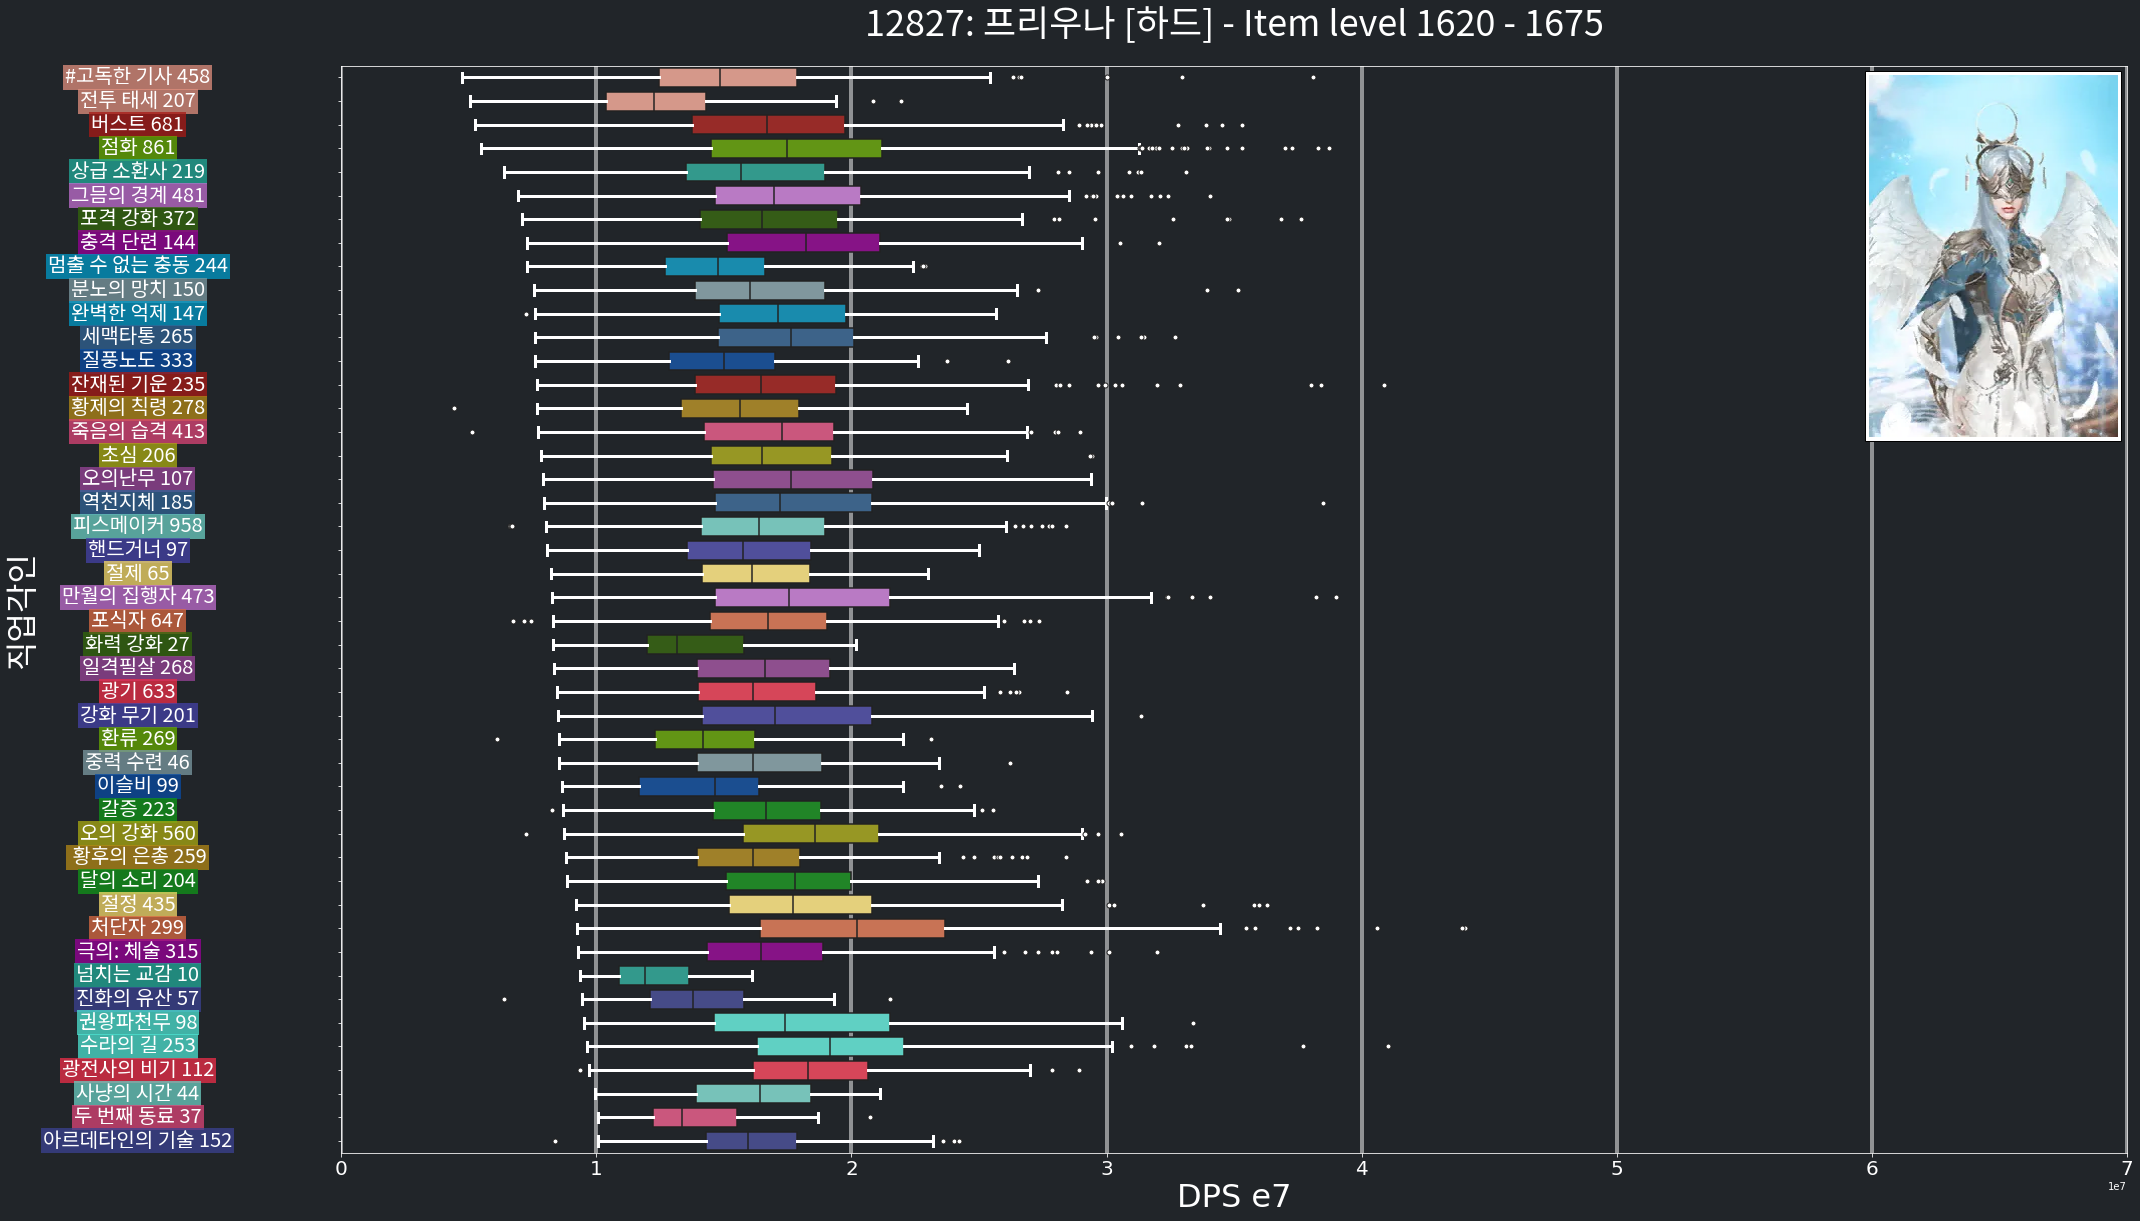 12827: 프리우나 [하드] - Item level 1620 - 1675
직업각인
#고독한 기사 458
전투 태세 207
버스트 681
점화 861
상급 소환사 219
그믐의 경계 481
포격 강화 372
충격 단련 144
멈출 수 없는 충동 244
분노의 망치 150
완벽한 억제 147
세맥타통 265
질풍노도 333
잔재된 기운 235
황제의 칙령 278
죽음의 습격 413
초심 206
오의난무 107
역천지체 185
피스메이커 958
핸드거너 97
절제 65
만월의 집행자 473
포식자 647
화력 강화 27
일격필살 268
광기 633
강화 무기 201
환류 269
중력 수련 46
이슬비 99
갈증 223
오의 강화 560
황후의 은총 259
달의 소리 204
절정 435
처단자 299
극의: 체술 315
넘치는 교감 10
진화의 유산 57
권왕파천무 98
수라의 길 253
광전사의 비기 112
사냥의 시간 44
두 번째 동료 37
아르데타인의 기술 152
0 1 2 3 4 5 6 7
1e7
DPS e7